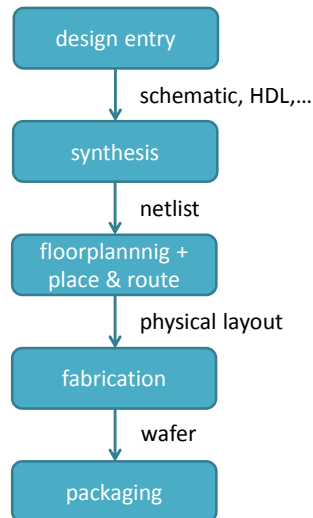 design entry
schematic, HDL,...
synthesis
netlist
floorplannnig +
place & route
physical layout
fabrication
wafer
packaging